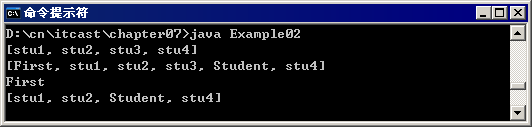 命令提示符
D:\cn\itcast\chapter07>java Example02
[stu1, stu2, stu3, stu4]
[First, stu1, stu2, stu3, Student, stu4]
First
[stu1, stu2, Student, stu4]